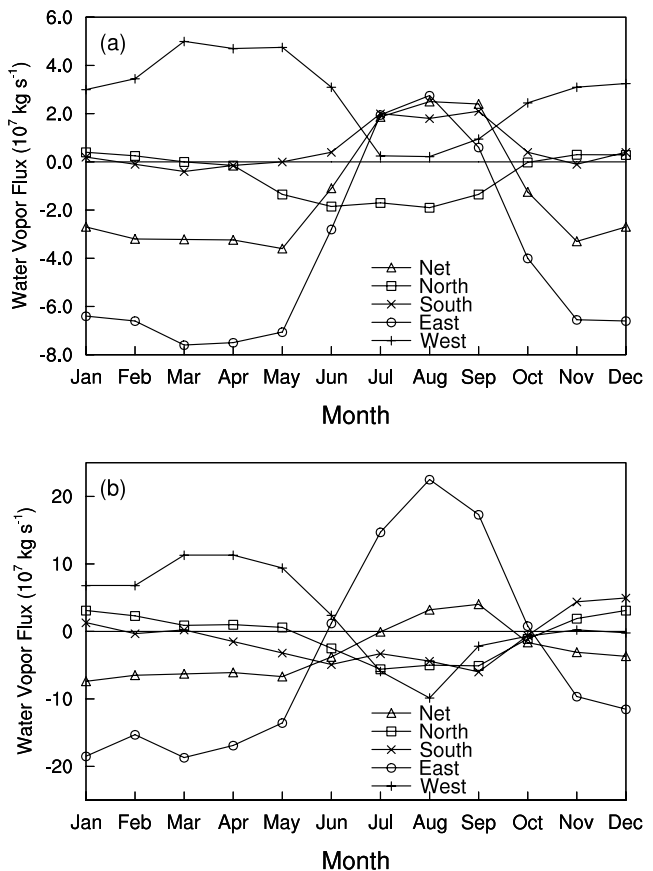 (a)
6.0
4.0
2.0
0.0
-2.0
-4.0
-6.0
-8.0
Water Vopor Flux (10⁷ kg s⁻¹)
Net
North
South
East
West
Jan Feb Mar Apr May Jun Jul Aug Sep Oct Nov Dec
Month
(b)
20
10
0
-10
-20
Water Vopor Flux (10⁷ kg s⁻¹)
Net
North
South
East
West
Jan Feb Mar Apr May Jun Jul Aug Sep Oct Nov Dec
Month